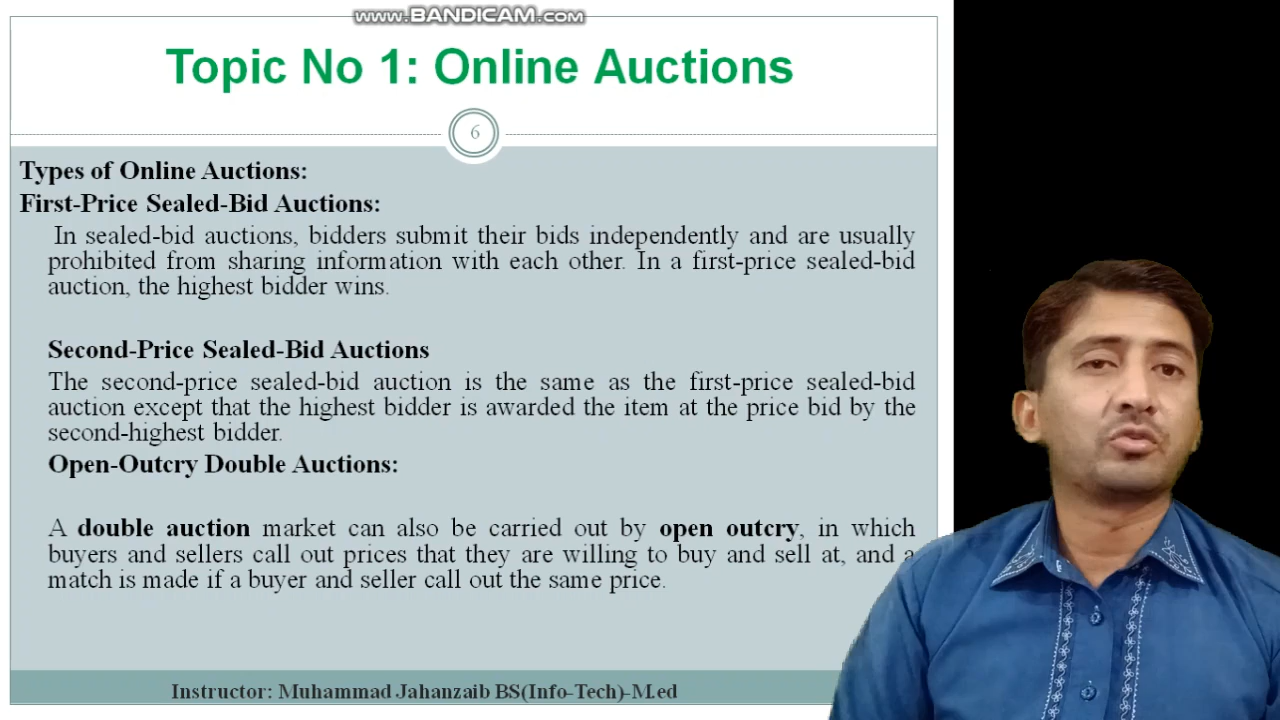 www.BANDICAM.com
Topic No 1: Online Auctions
6
Types of Online Auctions:
First-Price Sealed-Bid Auctions:
In sealed-bid auctions, bidders submit their bids independently and are usually
prohibited from sharing information with each other. In a first-price sealed-bid
auction, the highest bidder wins.
Second-Price Sealed-Bid Auctions
The second-price sealed-bid auction is the same as the first-price sealed-bid
auction except that the highest bidder is awarded the item at the price bid by the
second-highest bidder.
Open-Outcry Double Auctions:
A double auction market can also be carried out by open outcry, in which
buyers and sellers call out prices that they are willing to buy and sell at, and a
match is made if a buyer and seller call out the same price.
Instructor: Muhammad Jahanzaib BS(Info-Tech)-M.ed